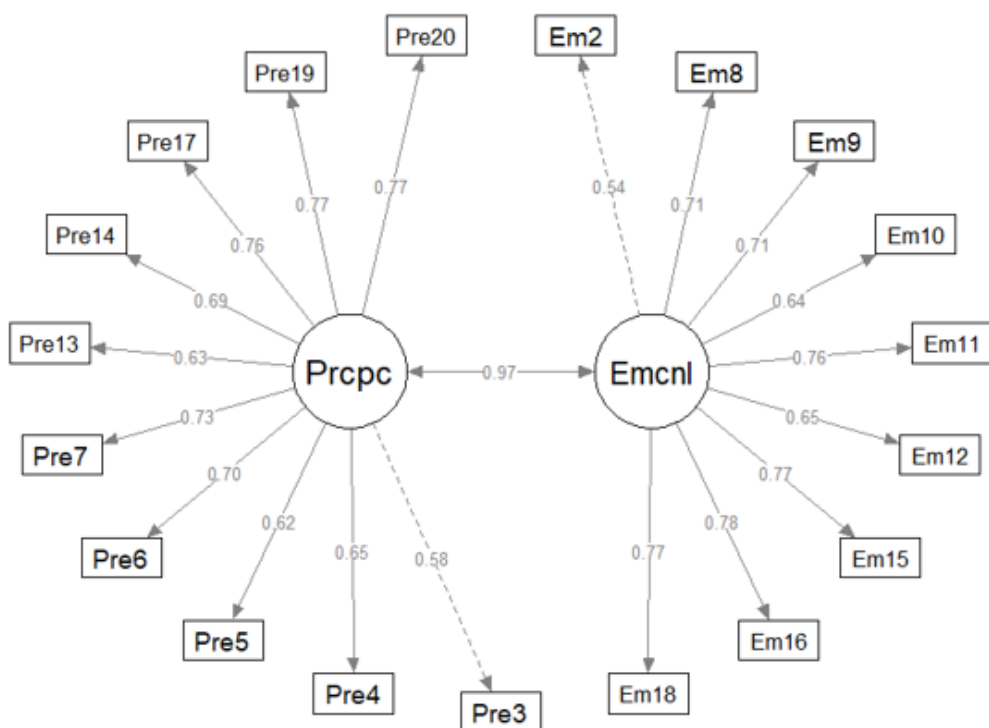 Pre20
Em2
Pre19
Em8
Pre17
Em9
0.77
0.54
0.77
0.71
Pre14
Em10
0.76
0.71
0.69
0.64
Pre13
0.63
Em11
0.76
Prcpc
0.97
Emcnl
0.65
0.73
Pre7
Em12
0.70
0.77
0.62
0.78
0.65
0.58
0.77
Pre6
Em15
Pre5
Em16
Pre4
Em18
Pre3